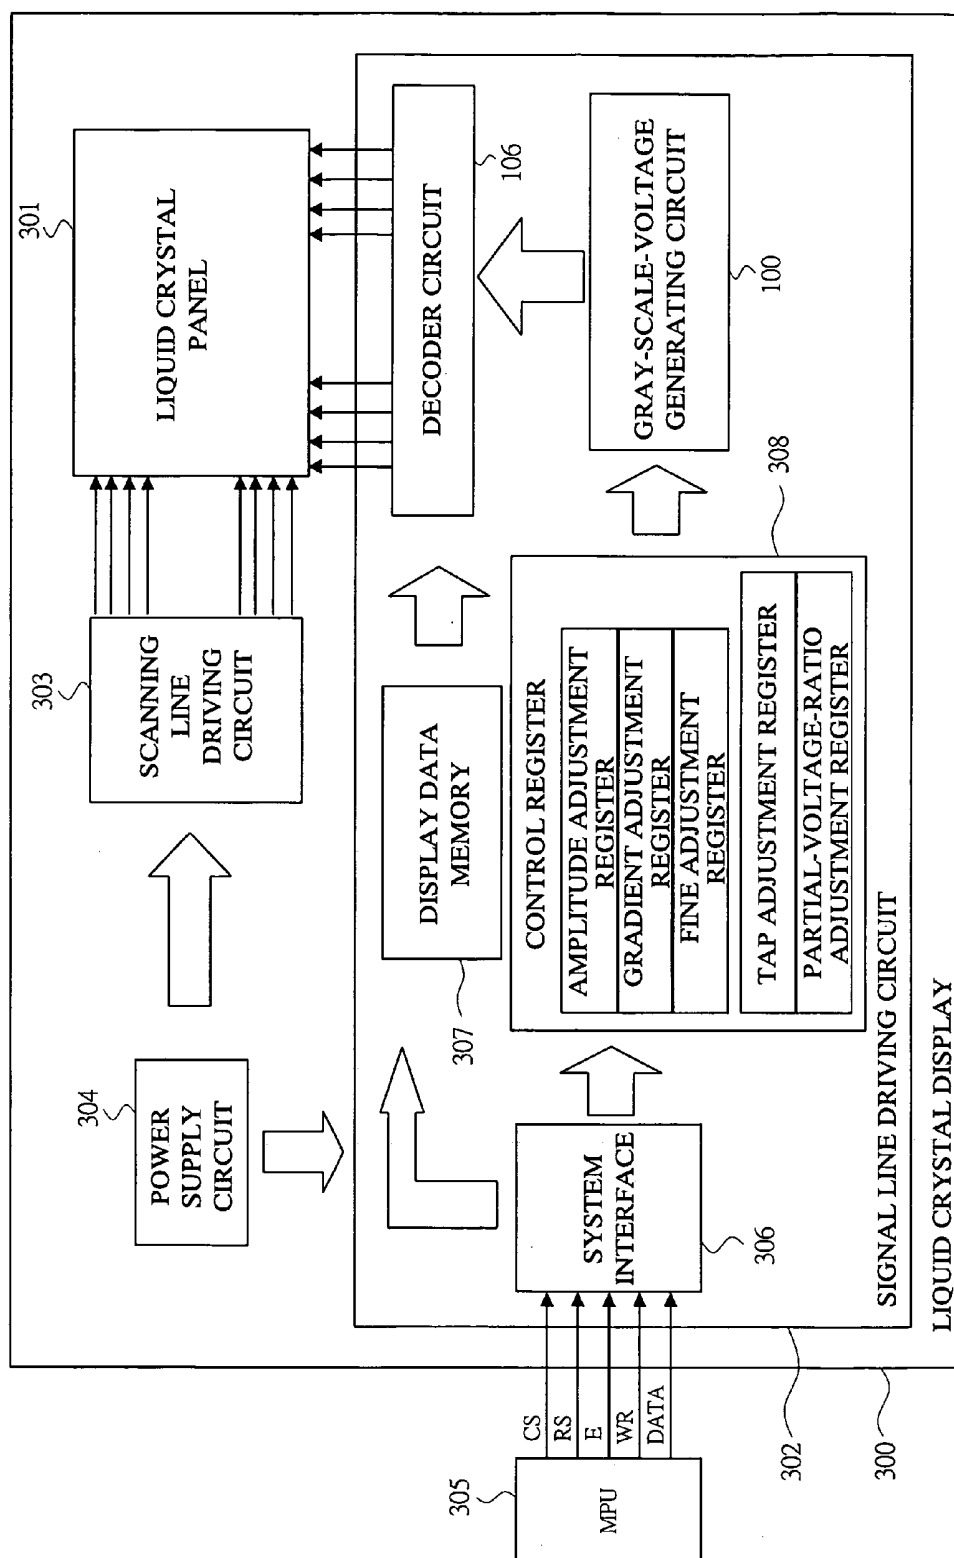 301
LIQUID CRYSTAL
PANEL
303
SCANNING
LINE
DRIVING
CIRCUIT
304
POWER
SUPPLY
CIRCUIT
DECODER CIRCUIT
106
DISPLAY DATA
MEMORY
307
GRAY-SCALE-VOLTAGE
GENERATING CIRCUIT
100
308
CONTROL REGISTER
AMPLITUDE ADJUSTMENT
REGISTER
GRADIENT ADJUSTMENT
REGISTER
FINE ADJUSTMENT
REGISTER
TAP ADJUSTMENT REGISTER
PARTIAL-VOLTAGE-RATIO
ADJUSTMENT REGISTER
SYSTEM
INTERFACE
306
305
MPU
CS
RS
E
WR
DATA
SIGNAL LINE DRIVING CIRCUIT
302
LIQUID CRYSTAL DISPLAY
300